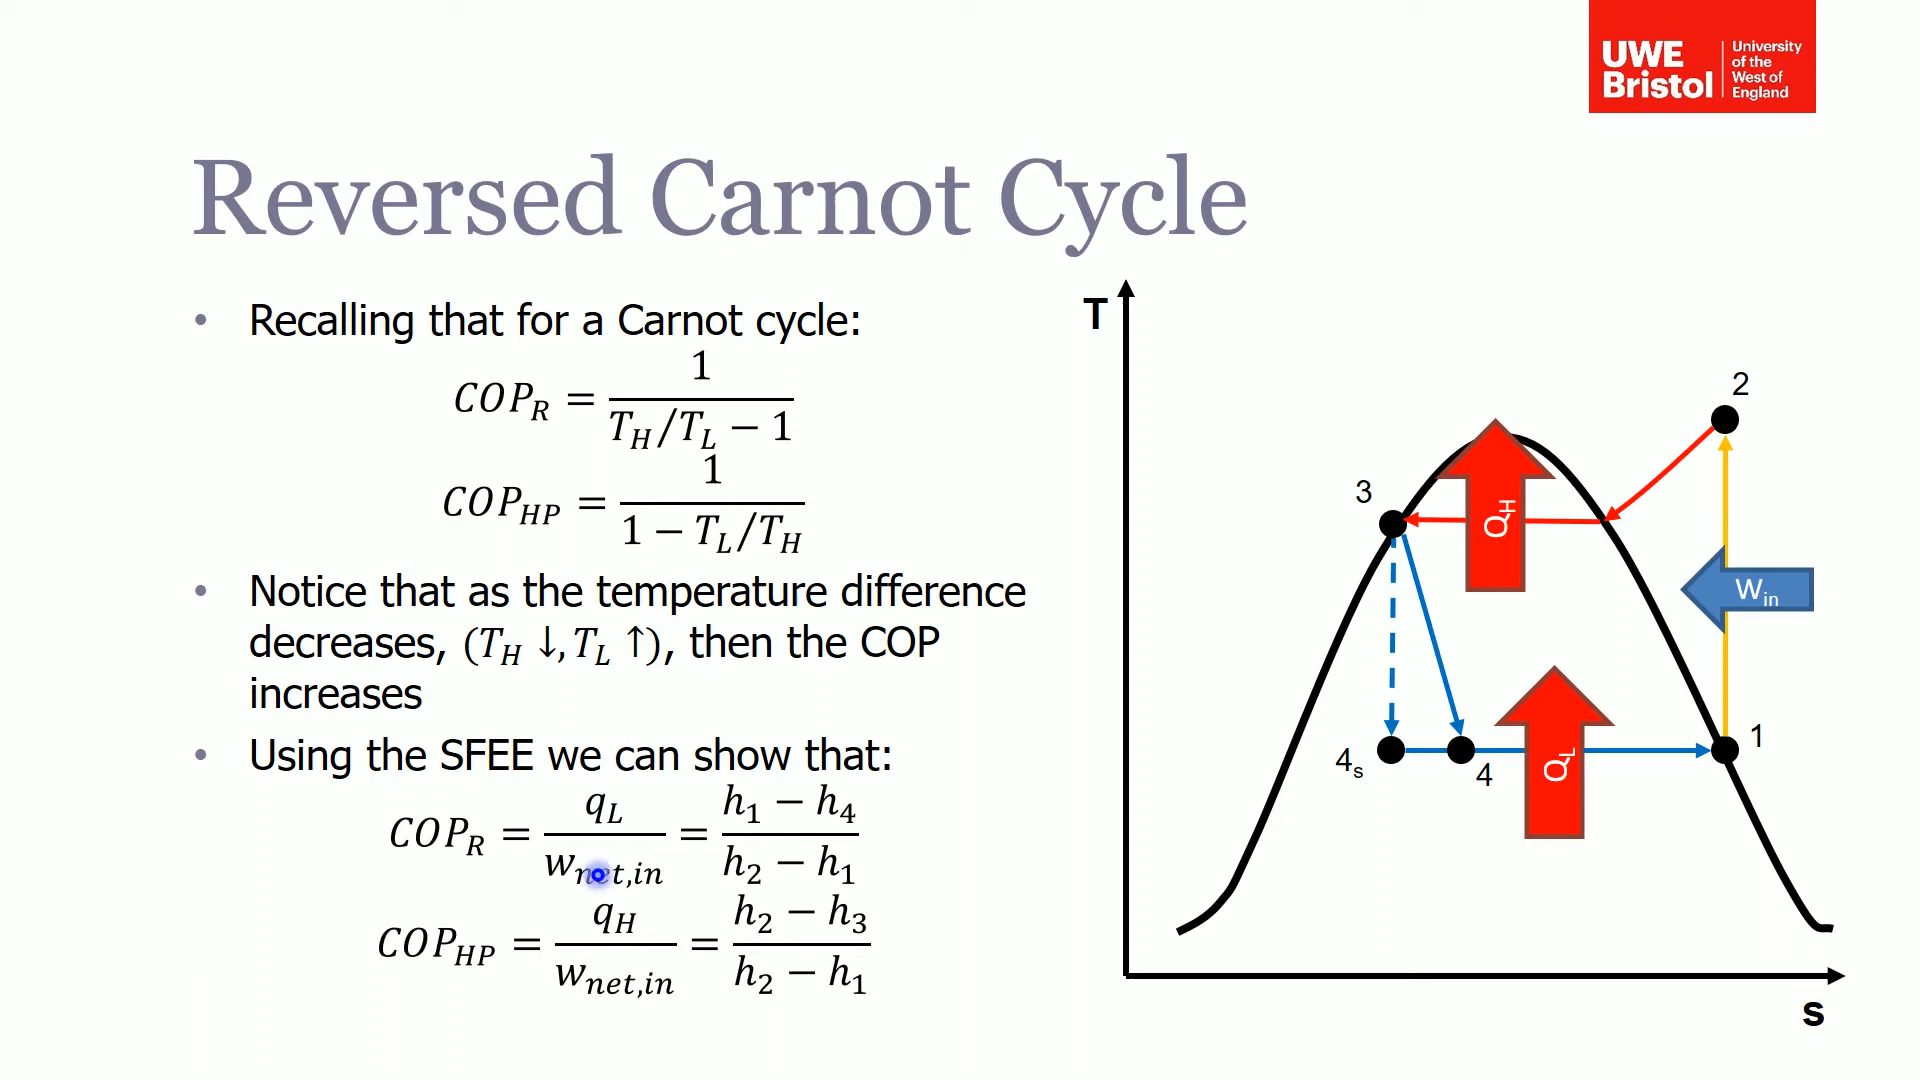 UWE Bristol
University of the West of England
Reversed Carnot Cycle
• Recalling that for a Carnot cycle:
COP_R = 1 / (T_H/T_L − 1)
COP_HP = 1 / (1 − T_L/T_H)
• Notice that as the temperature difference
decreases, (T_H ↓, T_L ↑), then the COP
increases
• Using the SFEE we can show that:
COP_R = q_L / w_net,in = (h_1 − h_4) / (h_2 − h_1)
COP_HP = q_H / w_net,in = (h_2 − h_3) / (h_2 − h_1)
T
2
3
Q_H
W_in
1
4_s
4
Q_L
s